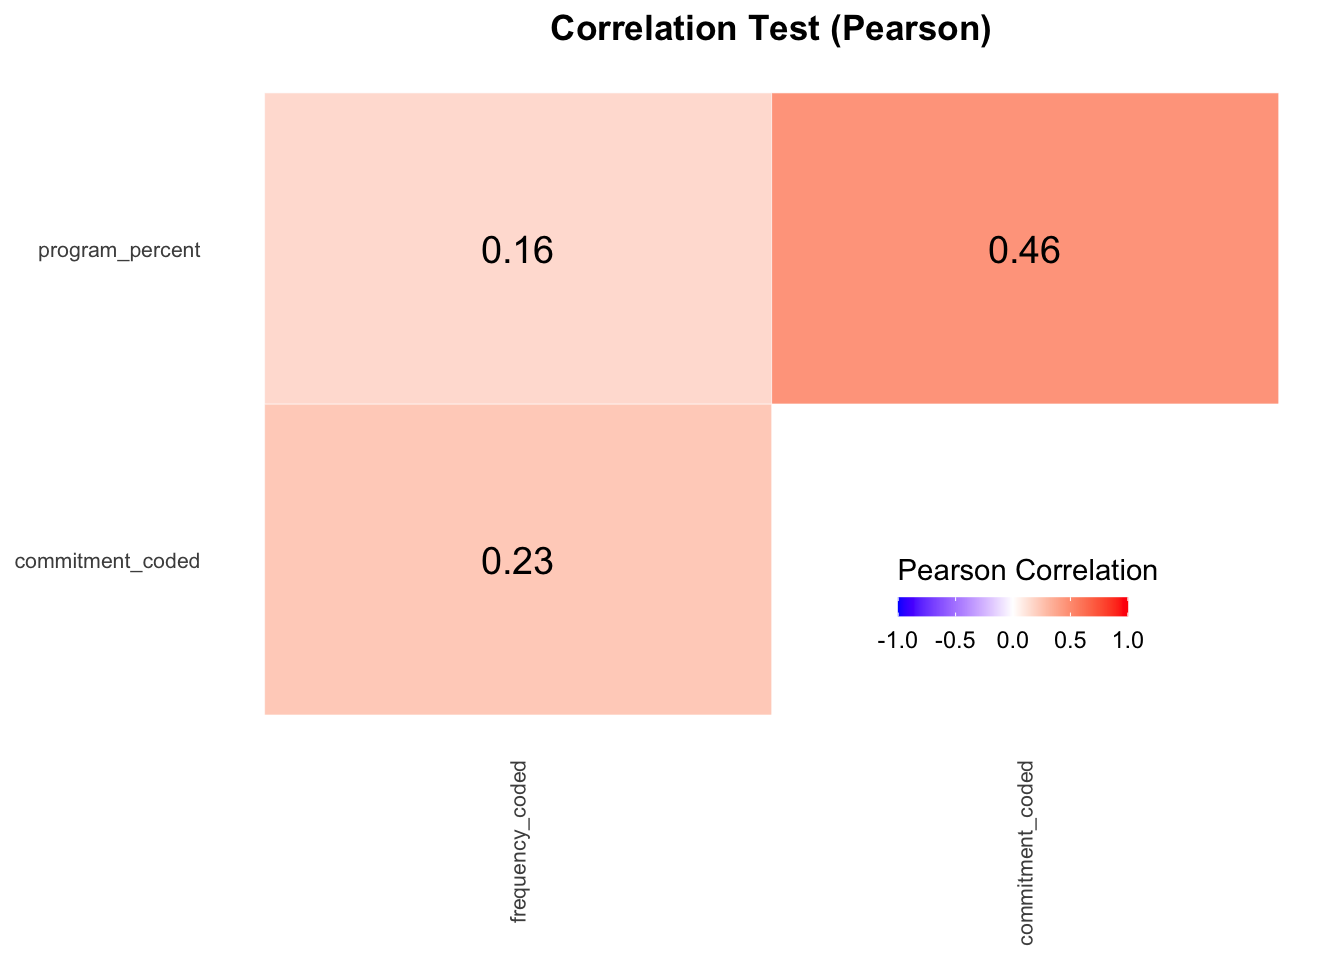 Correlation Test (Pearson)
program_percent
0.16
0.46
commitment_coded
0.23
Pearson Correlation
-1.0 -0.5 0.0 0.5 1.0
frequency_coded
commitment_coded